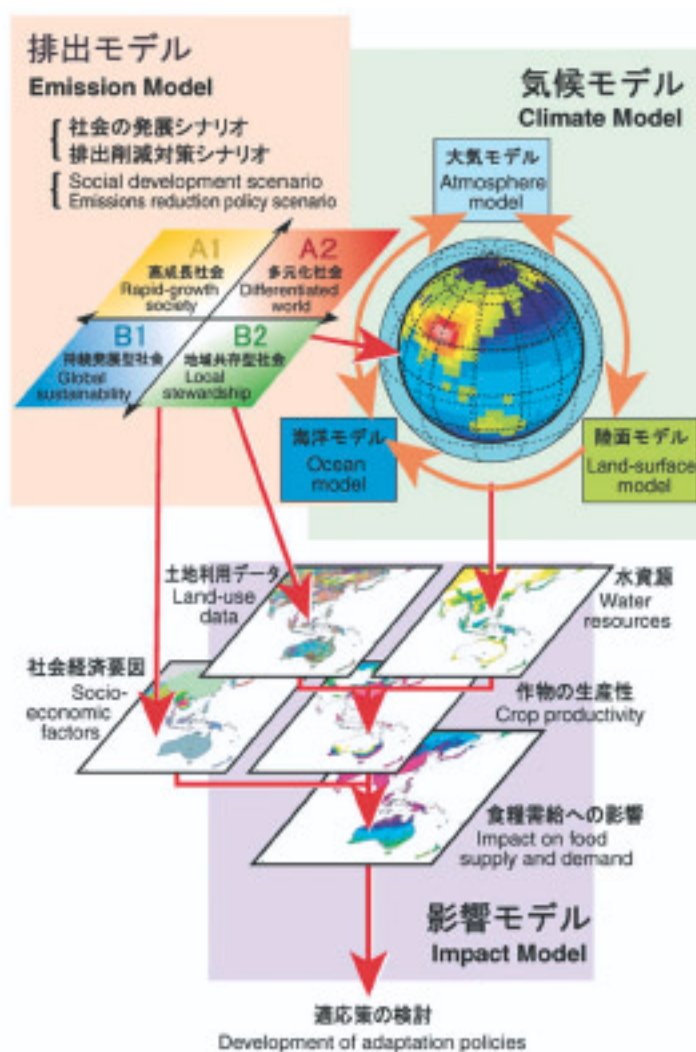 排出モデル
Emission Model
社会の発展シナリオ
排出削減対策シナリオ
Social development scenario
Emissions reduction policy scenario
A1
高成長社会
Rapid-growth
society
A2
多元化社会
Differentiated
world
B1
持続発展型社会
Global
sustainability
B2
地域共存型社会
Local
stewardship
気候モデル
Climate Model
大気モデル
Atmosphere
model
海洋モデル
Ocean
model
陸面モデル
Land-surface
model
土地利用データ
Land-use
data
水資源
Water
resources
社会経済要因
Socio-
economic
factors
作物の生産性
Crop productivity
食糧需給への影響
Impact on food
supply and demand
影響モデル
Impact Model
適応策の検討
Development of adaptation policies